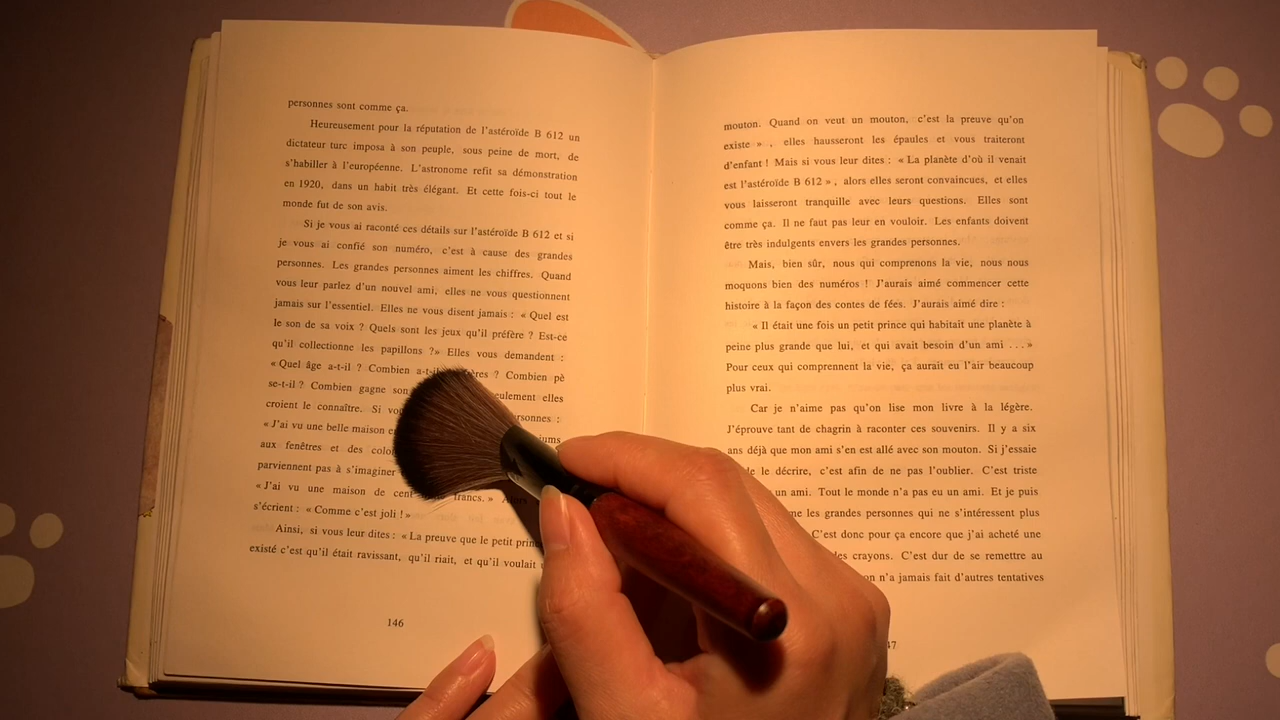 personnes sont comme ça.
Heureusement pour la réputation de l'astéroïde B 612 un
dictateur turc imposa à son peuple, sous peine de mort, de
s'habiller à l'européenne. L'astronome refit sa démonstration
en 1920, dans un habit très élégant. Et cette fois-ci tout le
monde fut de son avis.
Si je vous ai raconté ces détails sur l'astéroïde B 612 et si
je vous ai confié son numéro, c'est à cause des grandes
personnes. Les grandes personnes aiment les chiffres. Quand
vous leur parlez d'un nouvel ami, elles ne vous questionnent
jamais sur l'essentiel. Elles ne vous disent jamais : « Quel est
le son de sa voix ? Quels sont les jeux qu'il préfère ? Est-ce
qu'il collectionne les papillons ?» Elles vous demandent :
« Quel âge a-t-il ? Combien ? Combien pè
se-t-il ? Combien gagne son elles
croient le connaître. Si :
« J'ai vu une belle maison
aux fenêtres et des
parviennent pas à s'imaginer
« J'ai vu une maison de cent francs. »
s'écrient : « Comme c'est joli ! »
Ainsi, si vous leur dites : « La preuve que le petit
existé c'est qu'il était ravissant, qu'il riait, et qu'il voulait
146
mouton. Quand on veut un mouton, c'est la preuve qu'on
existe » , elles hausseront les épaules et vous traiteront
d'enfant ! Mais si vous leur dites : « La planète d'où il venait
est l'astéroïde B 612 » , alors elles seront convaincues, et elles
vous laisseront tranquille avec leurs questions. Elles sont
comme ça. Il ne faut pas leur en vouloir. Les enfants doivent
être très indulgents envers les grandes personnes.
Mais, bien sûr, nous qui comprenons la vie, nous nous
moquons bien des numéros ! J'aurais aimé commencer cette
histoire à la façon des contes de fées. J'aurais aimé dire :
« Il était une fois un petit prince qui habitait une planète à
peine plus grande que lui, et qui avait besoin d'un ami . . . »
Pour ceux qui comprennent la vie, ça aurait eu l'air beaucoup
plus vrai.
Car je n'aime pas qu'on lise mon livre à la légère.
J'éprouve tant de chagrin à raconter ces souvenirs. Il y a six
ans déjà que mon ami s'en est allé avec son mouton. Si j'essaie
de le décrire, c'est afin de ne pas l'oublier. C'est triste
un ami. Tout le monde n'a pas eu un ami. Et je puis
les grandes personnes qui ne s'intéressent plus
C'est donc pour ça encore que j'ai acheté une
des crayons. C'est dur de se remettre au
n'a jamais fait d'autres tentatives